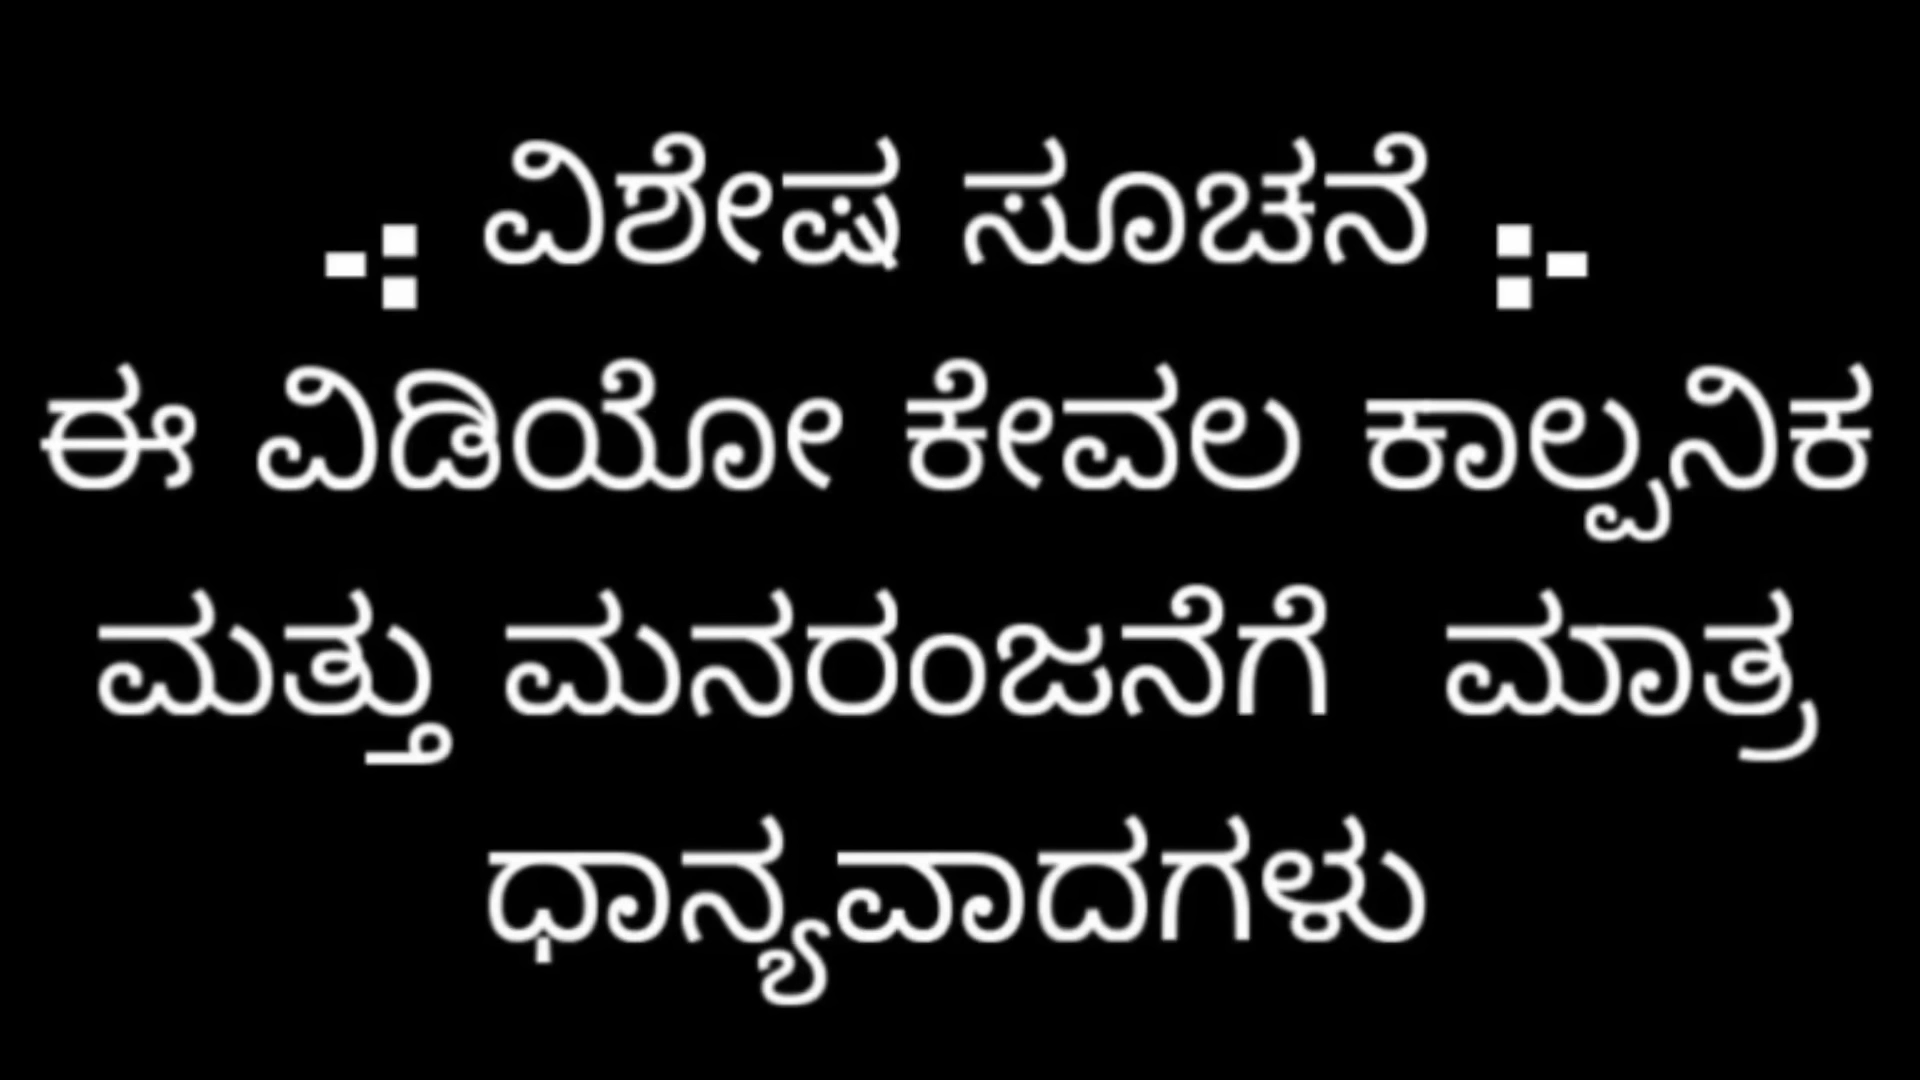 -: ವಿಶೇಷ ಸೂಚನೆ :-
ಈ ವಿಡಿಯೋ ಕೇವಲ ಕಾಲ್ಪನಿಕ
ಮತ್ತು ಮನರಂಜನೆಗೆ ಮಾತ್ರ
ಧಾನ್ಯವಾದಗಳು